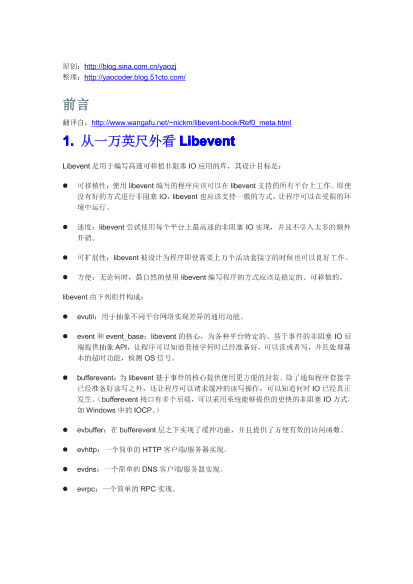 原创：http://blog.sina.com.cn/yaozj
整理：http://yaocoder.blog.51cto.com/
前言
翻译自：http://www.wangafu.net/~nickm/libevent-book/Ref0_meta.html
1. 从一万英尺外看 Libevent
Libevent 是用于编写高速可移植非阻塞 IO 应用的库，其设计目标是：
● 可移植性：使用 libevent 编写的程序应该可以在 libevent 支持的所有平台上工作。即使
没有好的方式进行非阻塞 IO，libevent 也应该支持一般的方式，让程序可以在受限的环
境中运行。
● 速度：libevent 尝试使用每个平台上最高速的非阻塞 IO 实现，并且不引入太多的额外
开销。
● 可扩展性：libevent 被设计为程序即使需要上万个活动套接字的时候也可以良好工作。
● 方便：无论何时，最自然的使用 libevent 编写程序的方式应该是稳定的、可移植的。
libevent 由下列组件构成：
● evutil：用于抽象不同平台网络实现差异的通用功能。
● event 和 event_base：libevent 的核心，为各种平台特定的、基于事件的非阻塞 IO 后
端提供抽象 API，让程序可以知道套接字何时已经准备好，可以读或者写，并且处理基
本的超时功能，检测 OS 信号。
● bufferevent：为 libevent 基于事件的核心提供使用更方便的封装。除了通知程序套接字
已经准备好读写之外，还让程序可以请求缓冲的读写操作，可以知道何时 IO 已经真正
发生。（bufferevent 接口有多个后端，可以采用系统能够提供的更快的非阻塞 IO 方式，
如 Windows 中的 IOCP。）
● evbuffer：在 bufferevent 层之下实现了缓冲功能，并且提供了方便有效的访问函数。
● evhttp：一个简单的 HTTP 客户端/服务器实现。
● evdns：一个简单的 DNS 客户端/服务器实现。
● evrpc：一个简单的 RPC 实现。